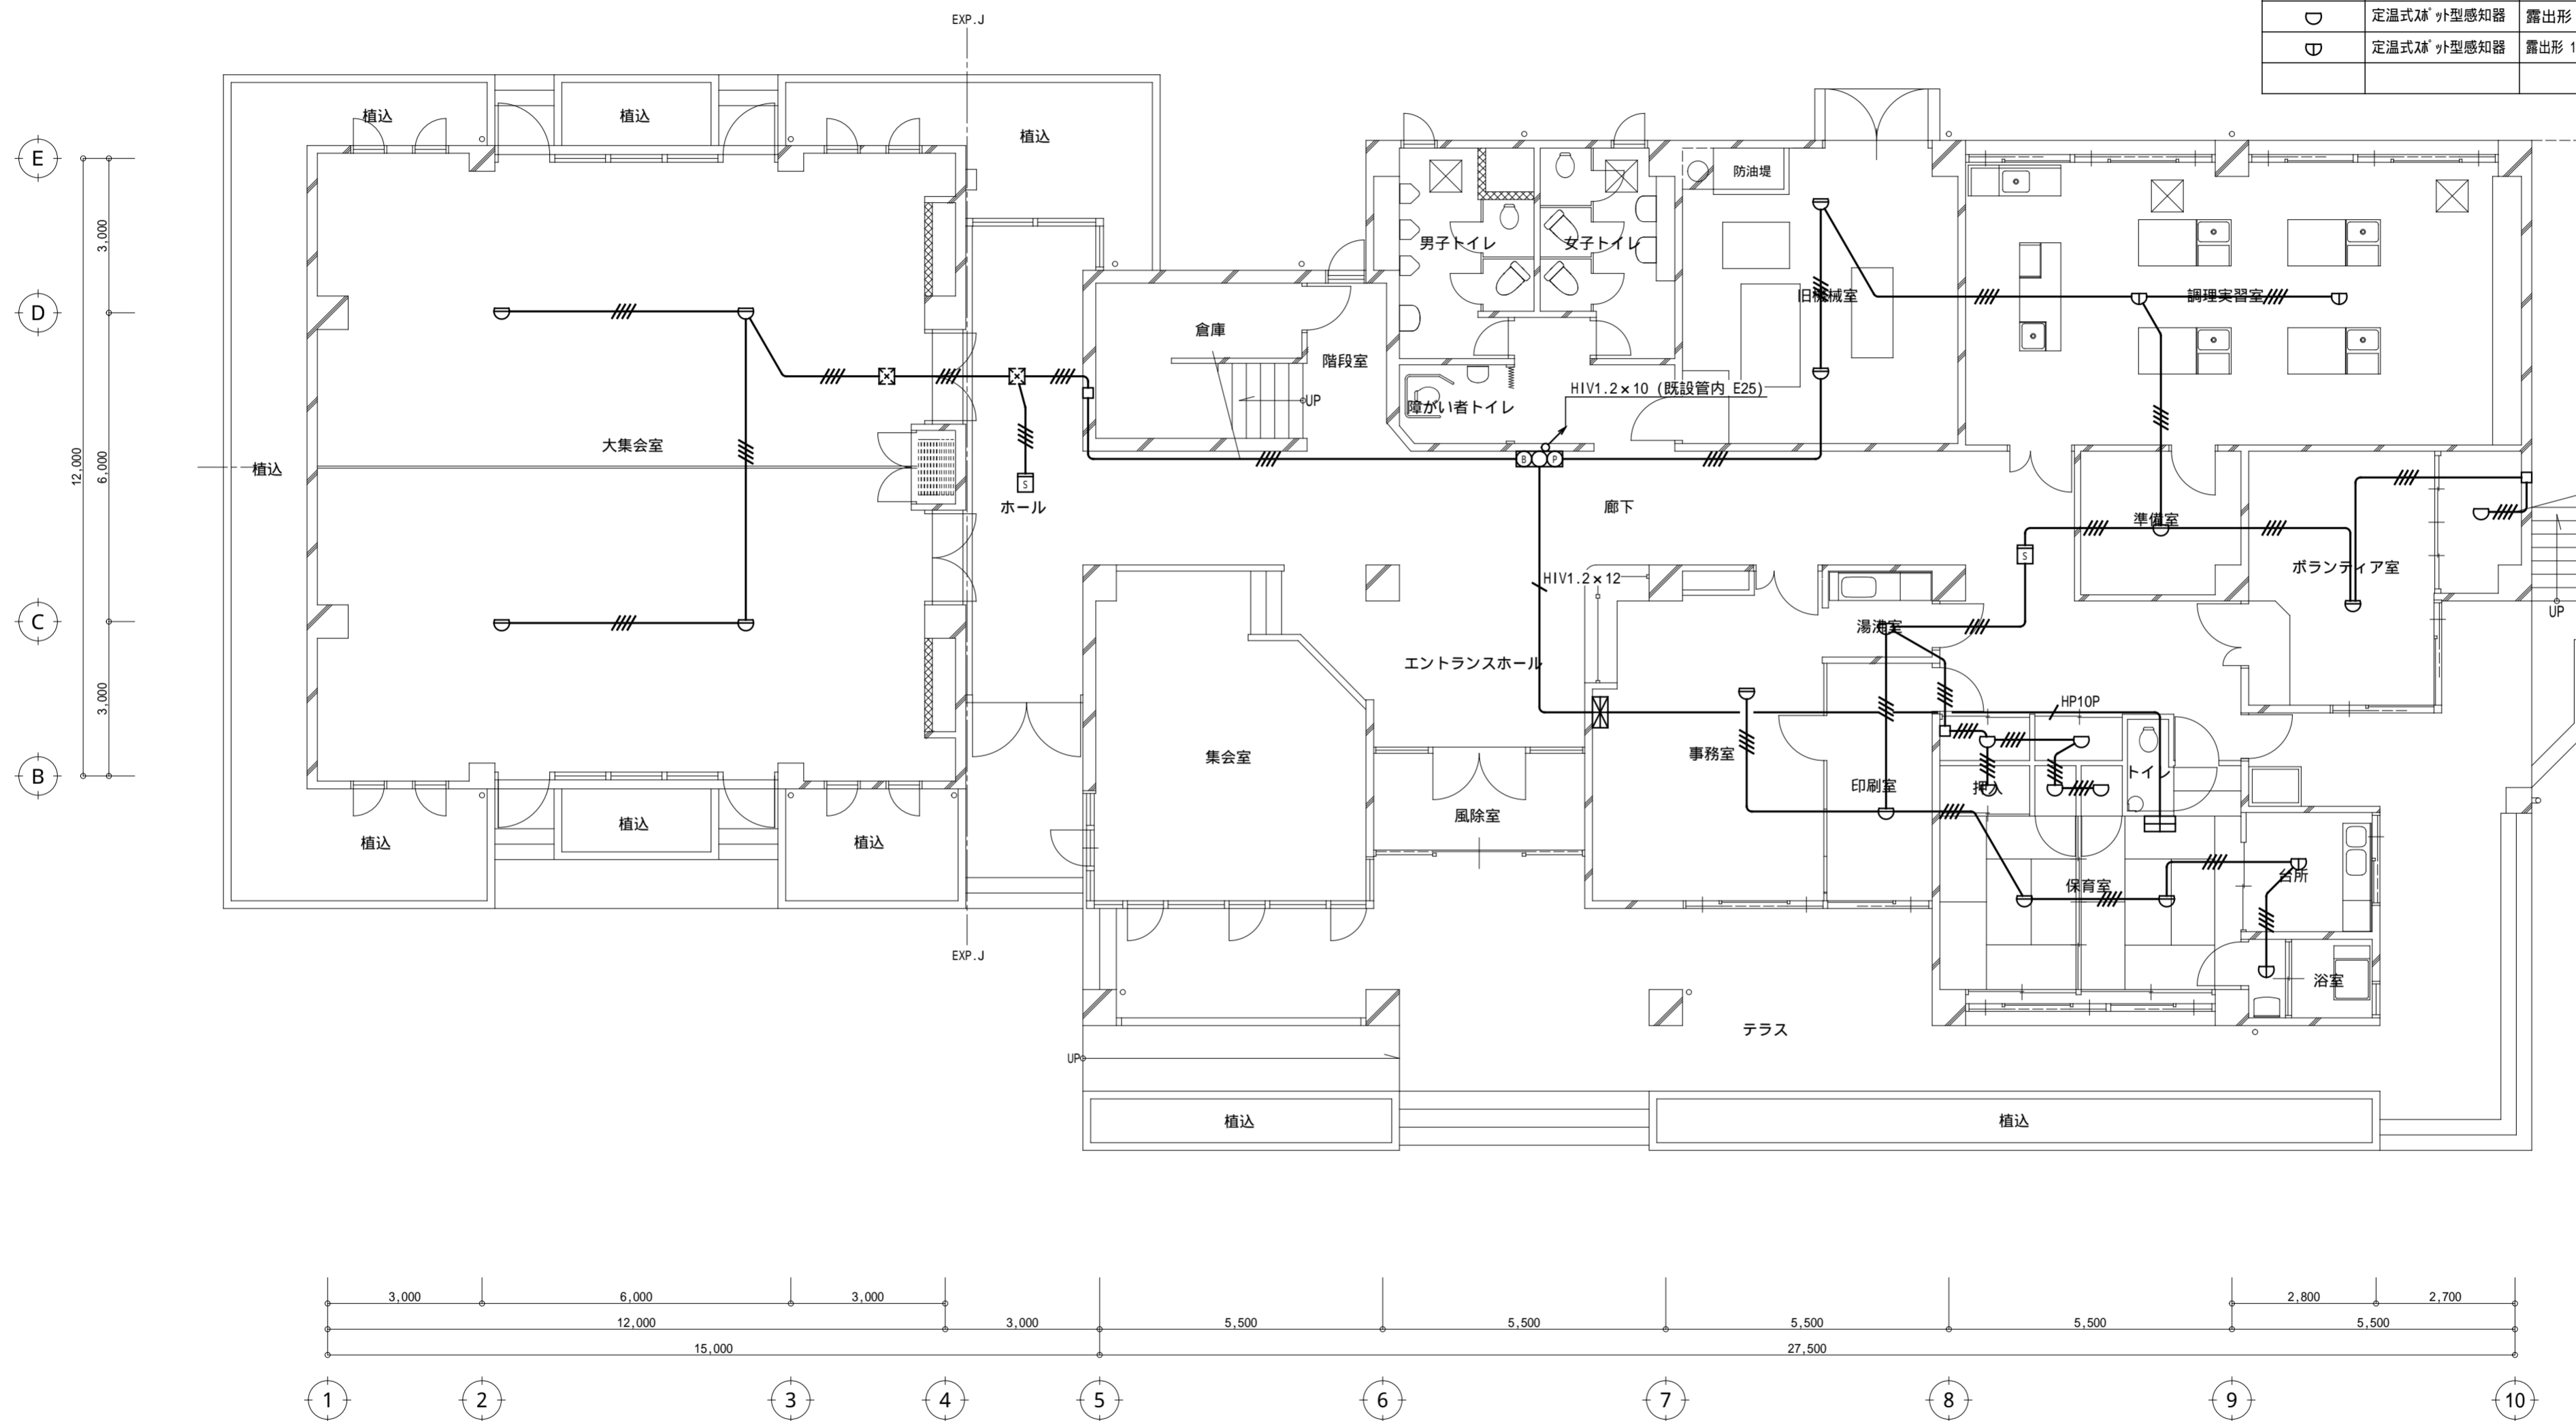 EXP.J
定温式ｽﾎﾟｯﾄ型感知器 露出形
定温式ｽﾎﾟｯﾄ型感知器 露出形 1
植込
植込
植込
E
防油堤
3,000
男子トイレ
女子トイレ
旧機械室
調理実習室
D
倉庫
階段室
UP
HIV1.2×10 (既設管内 E25)
障がい者トイレ
大集会室
植込
12,000
6,000
B
P
S
ホール
廊下
準備室
S
ボランティア室
HIV1.2×12
UP
C
湯沸室
エントランスホール
3,000
HP10P
集会室
事務室
トイレ
B
印刷室
押入
風除室
植込
植込
植込
保育室
台所
EXP.J
浴室
テラス
UP
植込
植込
3,000
6,000
3,000
2,800
2,700
12,000
3,000
5,500
5,500
5,500
5,500
5,500
15,000
27,500
1
2
3
4
5
6
7
8
9
10